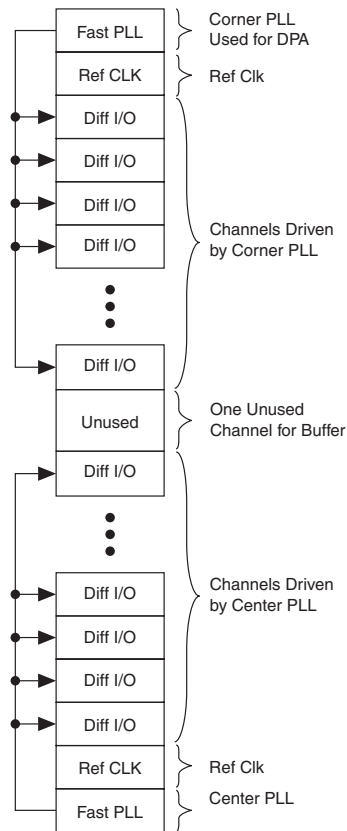 Fast PLL
Corner PLL
Used for DPA
Ref CLK
Ref Clk
Diff I/O
Diff I/O
Diff I/O
Diff I/O
Channels Driven
by Corner PLL
Diff I/O
Unused
One Unused
Channel for Buffer
Diff I/O
Diff I/O
Channels Driven
by Center PLL
Diff I/O
Diff I/O
Diff I/O
Ref CLK
Ref Clk
Fast PLL
Center PLL